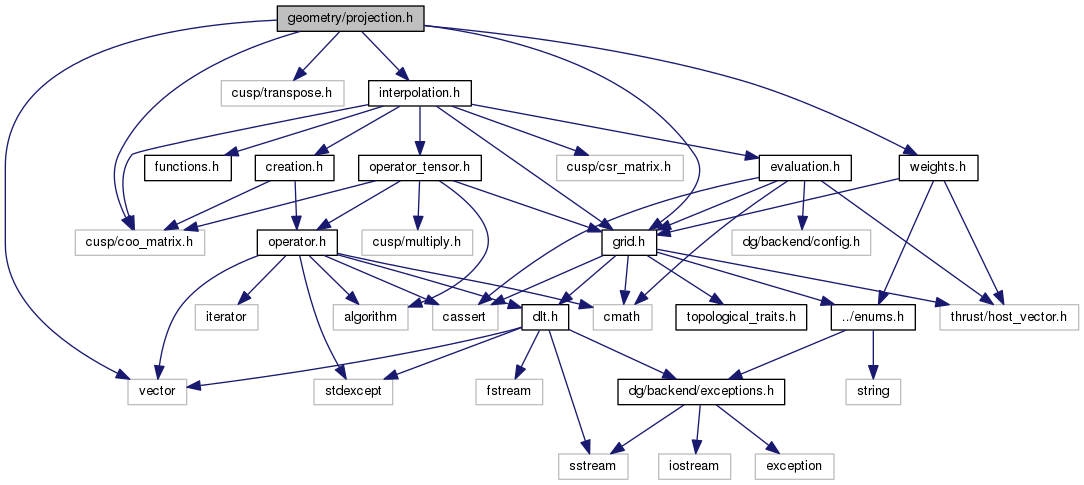 geometry/projection.h
cusp/transpose.h
interpolation.h
functions.h
creation.h
operator_tensor.h
cusp/csr_matrix.h
evaluation.h
weights.h
cusp/coo_matrix.h
operator.h
cusp/multiply.h
grid.h
dg/backend/config.h
iterator
algorithm
cassert
dlt.h
cmath
topological_traits.h
../enums.h
thrust/host_vector.h
vector
stdexcept
fstream
dg/backend/exceptions.h
string
sstream
iostream
exception